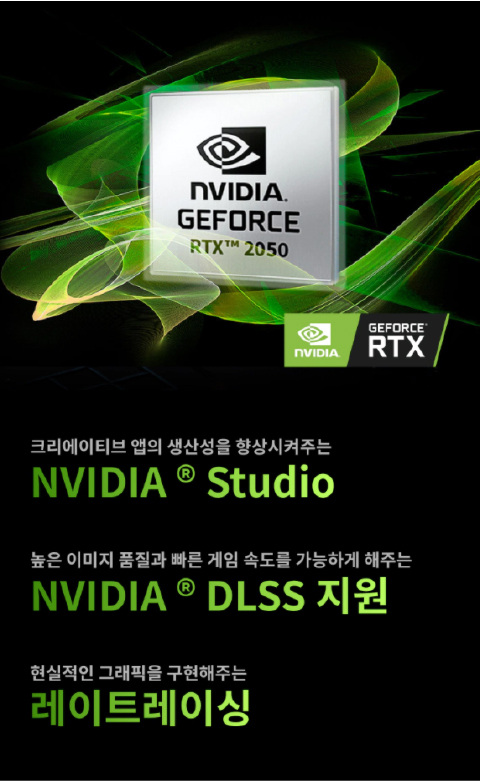 NVIDIA.
GEFORCE
RTX™ 2050
NVIDIA.
GEFORCE®
RTX
크리에이티브 앱의 생산성을 향상시켜주는
NVIDIA ® Studio
높은 이미지 품질과 빠른 게임 속도를 가능하게 해주는
NVIDIA ® DLSS 지원
현실적인 그래픽을 구현해주는
레이트레이싱